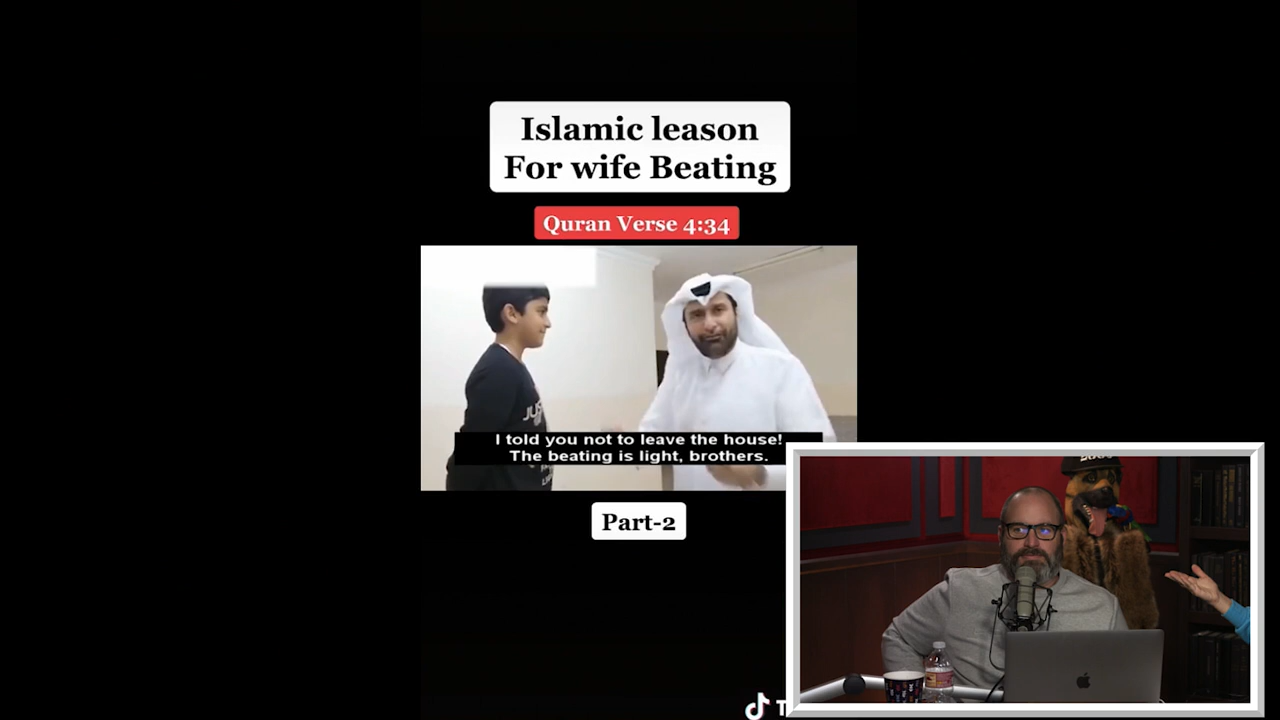 Islamic leason
For wife Beating
Quran Verse 4:34
I told you not to leave the house!
The beating is light, brothers.
Part-2